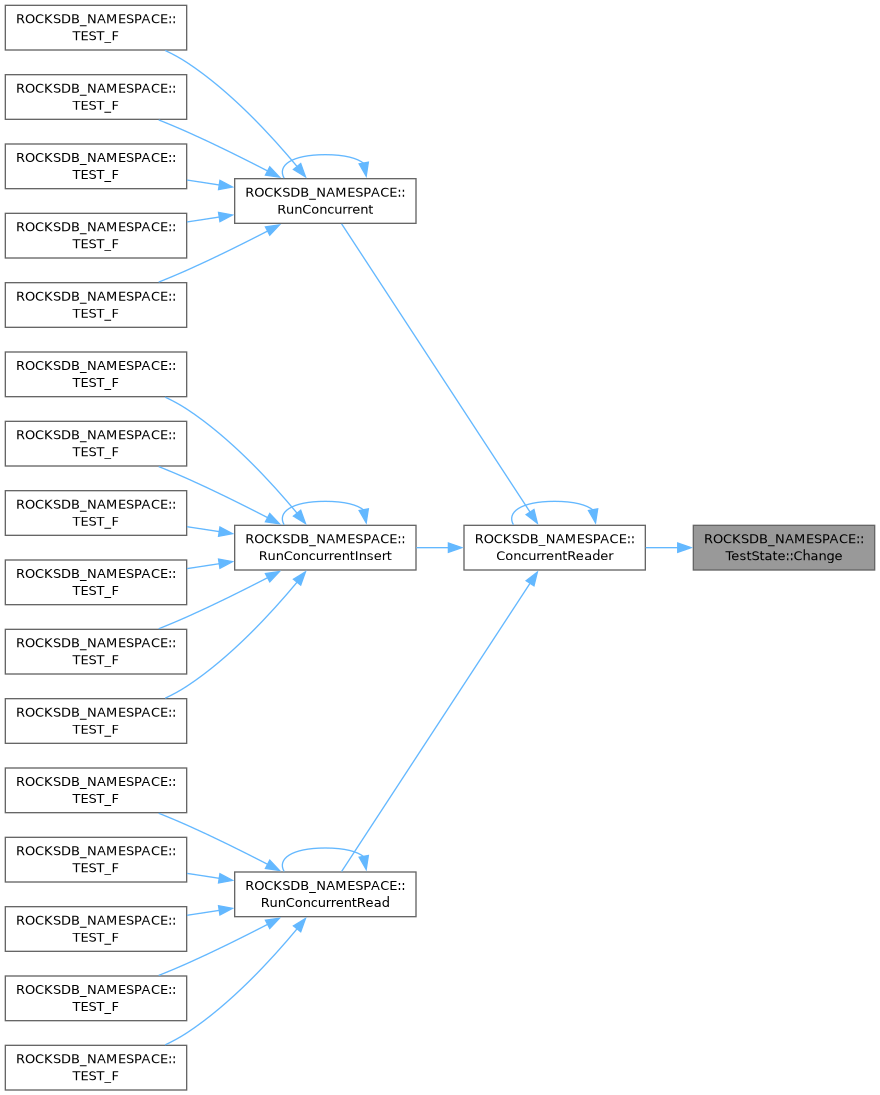 ROCKSDB_NAMESPACE::
TEST_F
ROCKSDB_NAMESPACE::
TEST_F
ROCKSDB_NAMESPACE::
TEST_F
ROCKSDB_NAMESPACE::
TEST_F
ROCKSDB_NAMESPACE::
TEST_F
ROCKSDB_NAMESPACE::
TEST_F
ROCKSDB_NAMESPACE::
TEST_F
ROCKSDB_NAMESPACE::
TEST_F
ROCKSDB_NAMESPACE::
TEST_F
ROCKSDB_NAMESPACE::
TEST_F
ROCKSDB_NAMESPACE::
TEST_F
ROCKSDB_NAMESPACE::
TEST_F
ROCKSDB_NAMESPACE::
TEST_F
ROCKSDB_NAMESPACE::
TEST_F
ROCKSDB_NAMESPACE::
TEST_F
ROCKSDB_NAMESPACE::
TEST_F
ROCKSDB_NAMESPACE::
RunConcurrent
ROCKSDB_NAMESPACE::
RunConcurrentInsert
ROCKSDB_NAMESPACE::
RunConcurrentRead
ROCKSDB_NAMESPACE::
ConcurrentReader
ROCKSDB_NAMESPACE::
TestState::Change